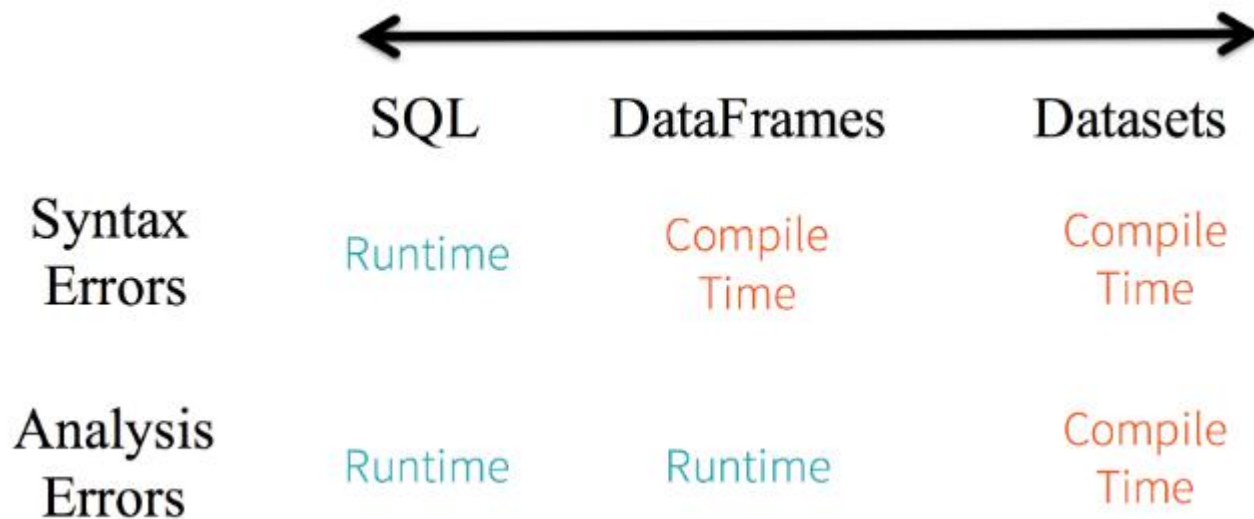 SQL DataFrames Datasets
Syntax
Errors
Runtime
Compile
Time
Compile
Time
Analysis
Errors
Runtime
Runtime
Compile
Time